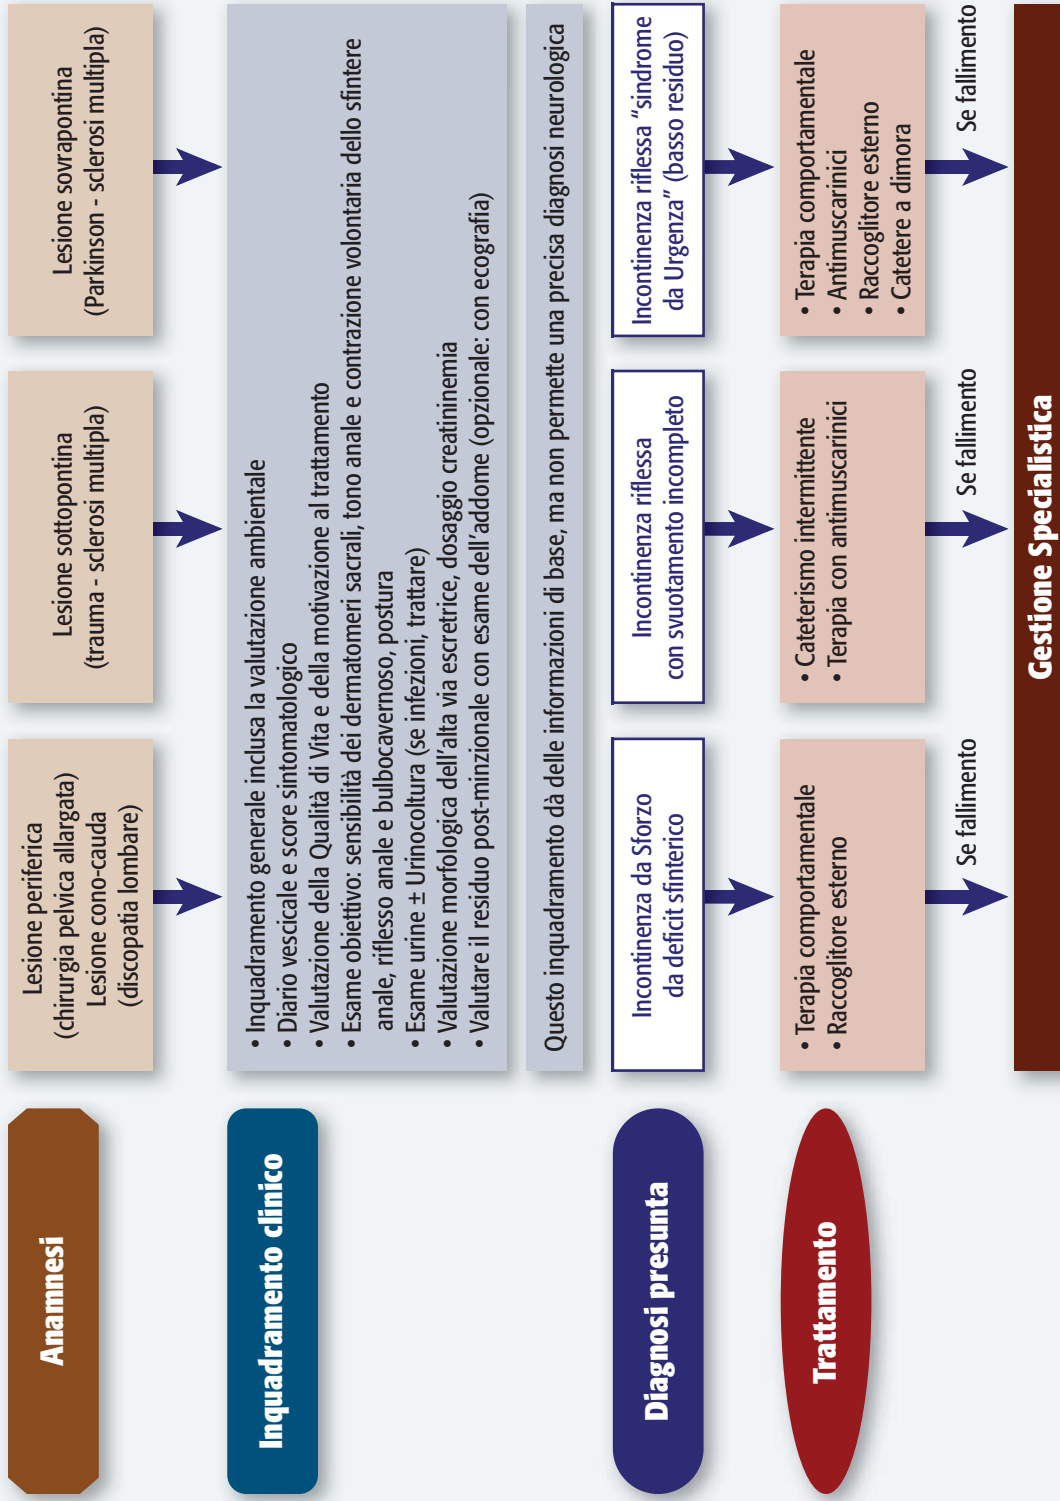 Anamnesi
Lesione periferica
(chirurgia pelvica allargata)
Lesione cono-cauda
(discopatia lombare)
Lesione sottopontina
(trauma - sclerosi multipla)
Lesione sovrapontina
(Parkinson - sclerosi multipla)
Inquadramento clinico
• Inquadramento generale inclusa la valutazione ambientale
• Diario vescicale e score sintomatologico
• Valutazione della Qualità di Vita e della motivazione al trattamento
• Esame obiettivo: sensibilità dei dermatomeri sacrali, tono anale e contrazione volontaria dello sfintere
anale, riflesso anale e bulbocavernoso, postura
• Esame urine ± Urinocoltura (se infezioni, trattare)
• Valutazione morfologica dell'alta via escretrice, dosaggio creatininemia
• Valutare il residuo post-minzionale con esame dell'addome (opzionale: con ecografia)
Questo inquadramento dà delle informazioni di base, ma non permette una precisa diagnosi neurologica
Diagnosi presunta
Incontinenza da Sforzo
da deficit sfinterico
Incontinenza riflessa
con svuotamento incompleto
Incontinenza riflessa “sindrome
da Urgenza” (basso residuo)
Trattamento
• Terapia comportamentale
• Raccoglitore esterno
• Cateterismo intermittente
• Terapia con antimuscarinici
• Terapia comportamentale
• Antimuscarinici
• Raccoglitore esterno
• Catetere a dimora
Se fallimento
Se fallimento
Se fallimento
Gestione Specialistica